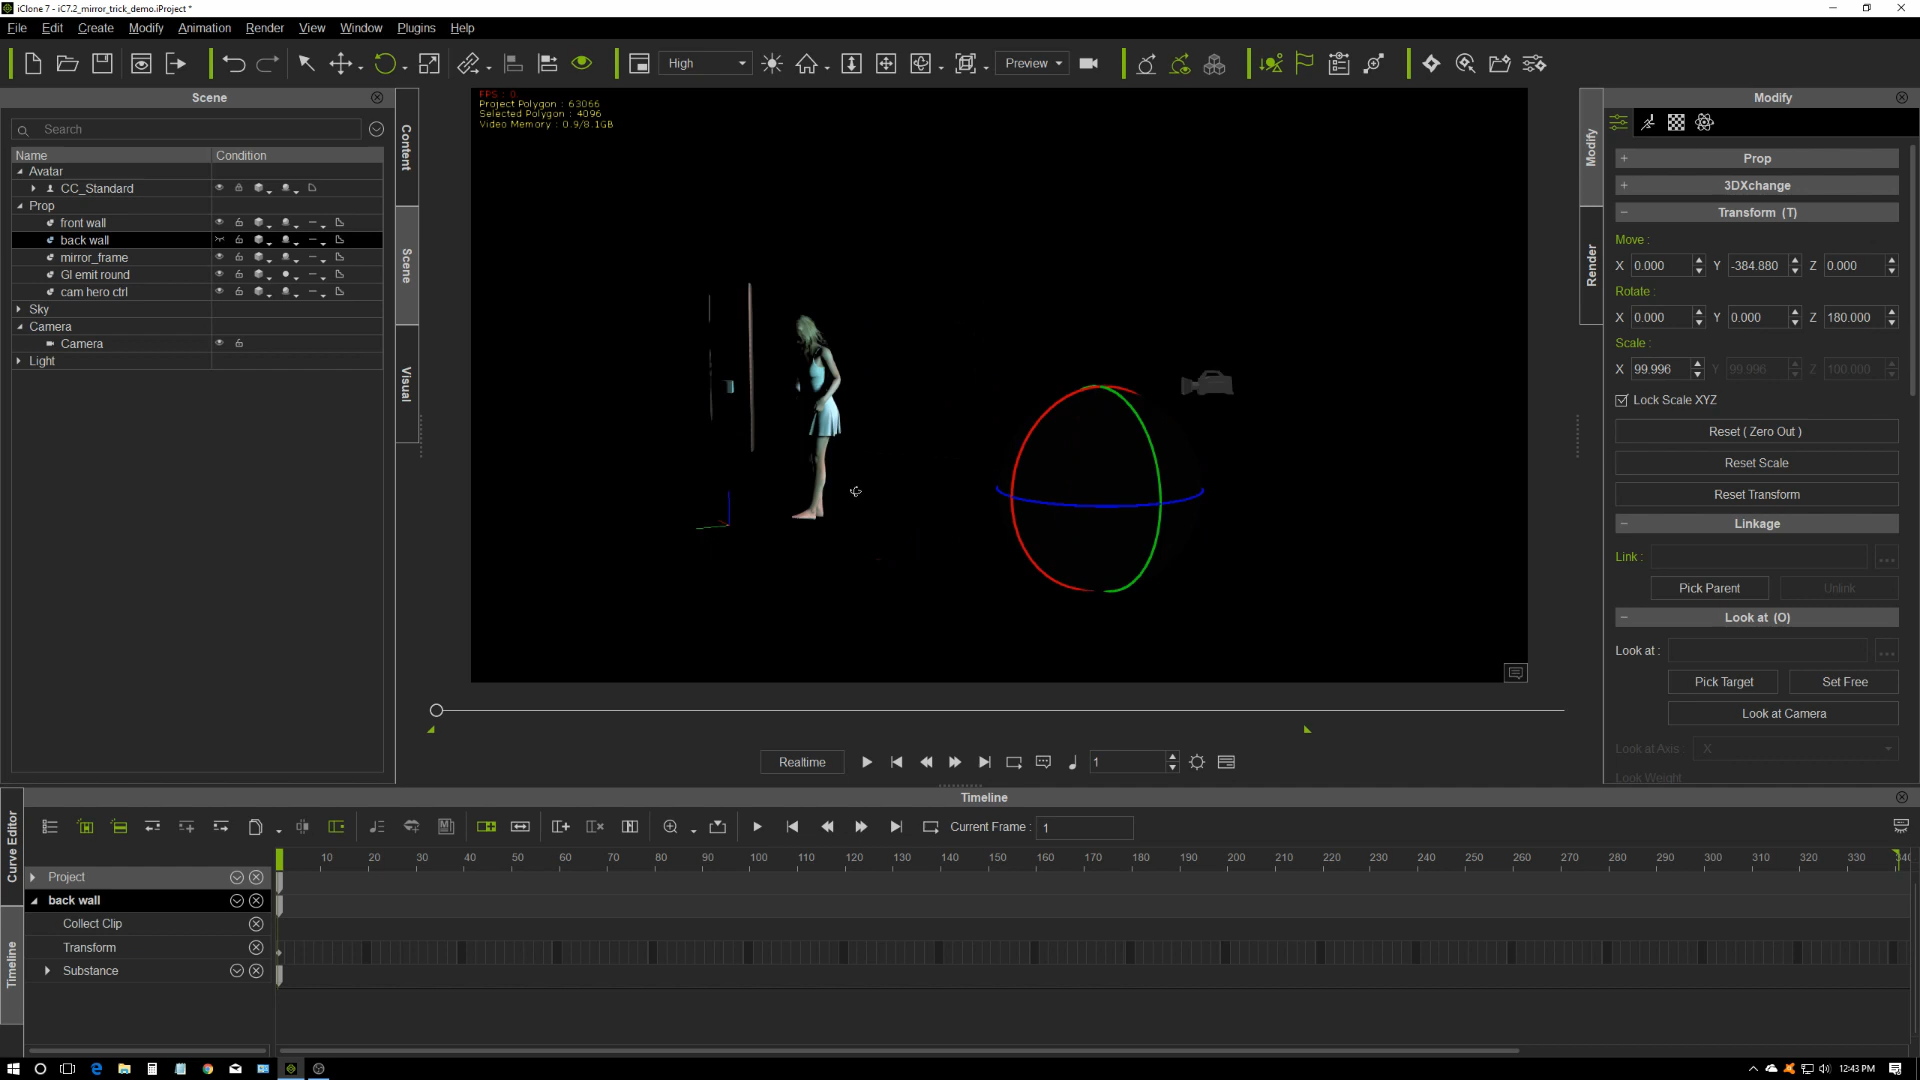 iClone 7 - iC7.2_mirror_trick_demo.iProject *
File Edit Create Modify Animation Render View Window Plugins Help
High
Preview
Scene
Search
Name Condition
Avatar
CC_Standard
Prop
front wall
back wall
mirror_frame
GI emit round
cam hero ctrl
Sky
Camera
Camera
Light
Content
Scene
Visual
FPS : 0
Project Polygon : 63066
Selected Polygon : 4096
Video Memory : 0.9/8.1GB
Modify
Render
Modify
Prop
3DXchange
Transform (T)
Move :
X 0.000 Y -384.880 Z 0.000
Rotate :
X 0.000 Y 0.000 Z 180.000
Scale :
X 99.996 Y 99.996 Z 100.000
Lock Scale XYZ
Reset ( Zero Out )
Reset Scale
Reset Transform
Linkage
Link :
...
Pick Parent Unlink
Look at (O)
Look at :
...
Pick Target Set Free
Look at Camera
Look at Axis : X
Look Weight
Realtime
1
Timeline
Current Frame : 1
Curve Editor
Timeline
10 20 30 40 50 60 70 80 90 100 110 120 130 140 150 160 170 180 190 200 210 220 230 240 250 260 270 280 290 300 310 320 330 340
Project
back wall
Collect Clip
Transform
Substance
12:43 PM